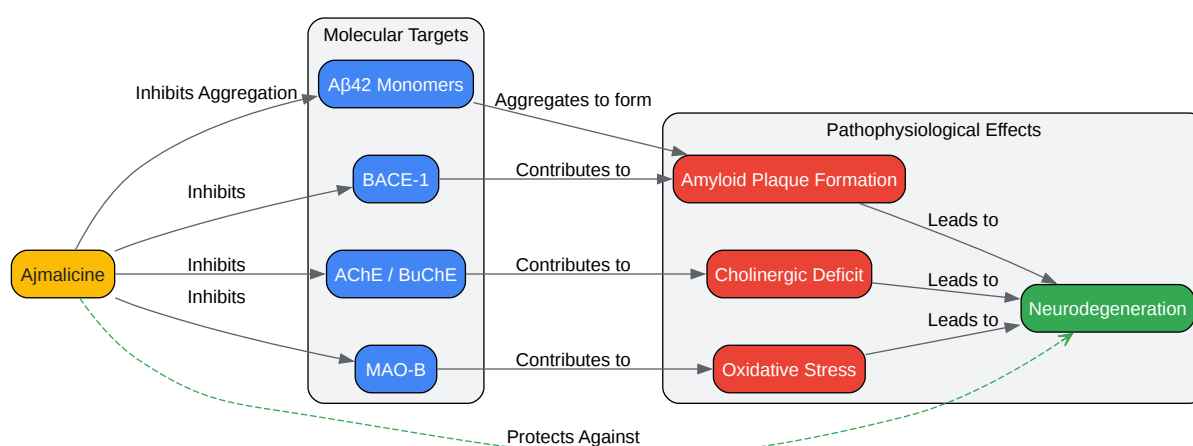 Molecular Targets
Aβ42 Monomers
Inhibits Aggregation
Aggregates to form
Pathophysiological Effects
BACE-1
Inhibits
Contributes to
Amyloid Plaque Formation
Leads to
Ajmalicine
Inhibits
AChE / BuChE
Contributes to
Cholinergic Deficit
Leads to
Neurodegeneration
Inhibits
MAO-B
Contributes to
Oxidative Stress
Leads to
Protects Against